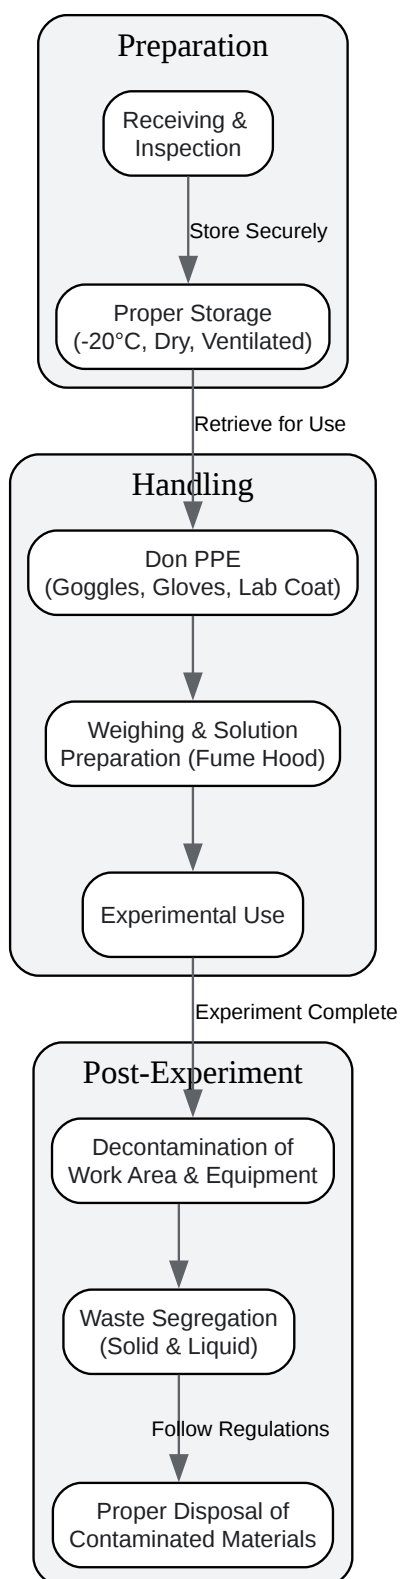 Preparation
Receiving &
Inspection
Store Securely
Proper Storage
(-20°C, Dry, Ventilated)
Retrieve for Use
Handling
Don PPE
(Goggles, Gloves, Lab Coat)
Weighing & Solution
Preparation (Fume Hood)
Experimental Use
Experiment Complete
Post-Experiment
Decontamination of
Work Area & Equipment
Waste Segregation
(Solid & Liquid)
Follow Regulations
Proper Disposal of
Contaminated Materials